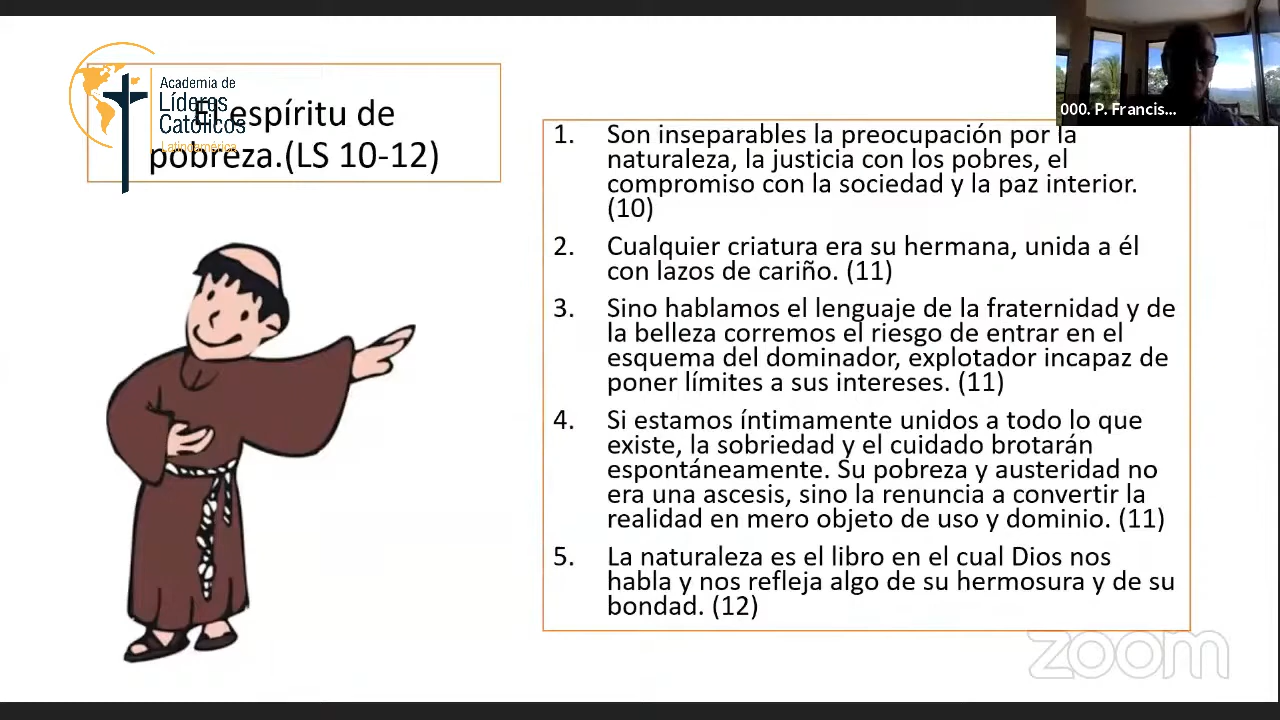 Academia de
Líderes
Católicos
Latinoamérica
El espíritu de
pobreza.(LS 10-12)
000. P. Francis...
1. Son inseparables la preocupación por la
naturaleza, la justicia con los pobres, el
compromiso con la sociedad y la paz interior.
(10)
2. Cualquier criatura era su hermana, unida a él
con lazos de cariño. (11)
3. Sino hablamos el lenguaje de la fraternidad y de
la belleza corremos el riesgo de entrar en el
esquema del dominador, explotador incapaz de
poner límites a sus intereses. (11)
4. Si estamos íntimamente unidos a todo lo que
existe, la sobriedad y el cuidado brotarán
espontáneamente. Su pobreza y austeridad no
era una ascesis, sino la renuncia a convertir la
realidad en mero objeto de uso y dominio. (11)
5. La naturaleza es el libro en el cual Dios nos
habla y nos refleja algo de su hermosura y de su
bondad. (12)
zoom